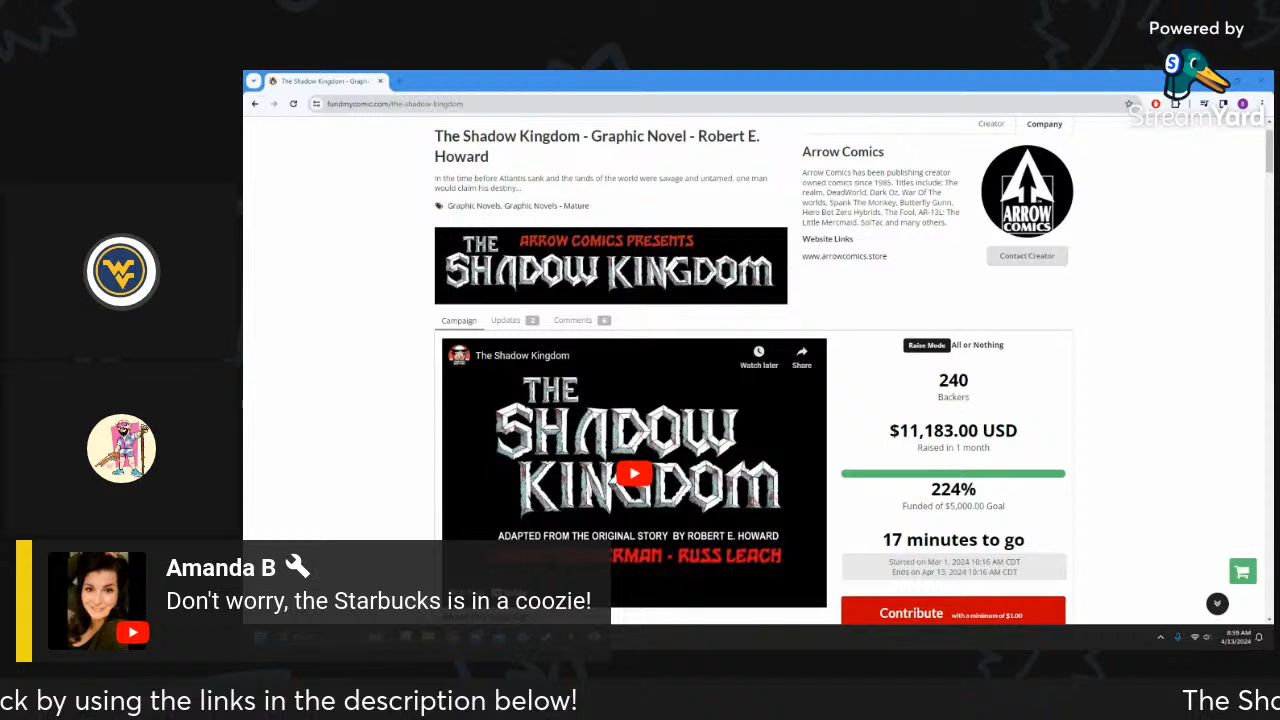 Powered by
StreamYard
The Shadow Kingdom - Graph
fundmycomic.com/the-shadow-kingdom
The Shadow Kingdom - Graphic Novel - Robert E.
Howard
In the time before Atlantis sank and the lands of the world were savage and untamed, one man
would claim his destiny...
Graphic Novels, Graphic Novels - Mature
Creator
Company
Arrow Comics
Arrow Comics has been publishing creator
owned comics since 1985. Titles include: The
realm, DeadWorld, Dark Oz, War Of The
worlds, Spank The Monkey, Butterfly Gunn,
Hero Bot Zero Hybrids, The Fool, AR-13L: The
Little Mercmaid, SolTac and many others.
Website Links
www.arrowcomics.store
ARROW
COMICS
Contact Creator
THE ARROW COMICS PRESENTS
SHADOW KINGDOM
Campaign
Updates 2
Comments 6
The Shadow Kingdom
Watch later
Share
THE
SHADOW
KINGDOM
ADAPTED FROM THE ORIGINAL STORY BY ROBERT E. HOWARD
ERMAN - RUSS LEACH
Raise Mode All or Nothing
240
Backers
$11,183.00 USD
Raised in 1 month
224%
Funded of $5,000.00 Goal
17 minutes to go
Started on Mar 1, 2024 10:16 AM CDT
Ends on Apr 13, 2024 10:16 AM CDT
Contribute with a minimum of $1.00
Amanda B
Don't worry, the Starbucks is in a coozie!
8:59 AM
4/13/2024
ck by using the links in the description below!
The Sho